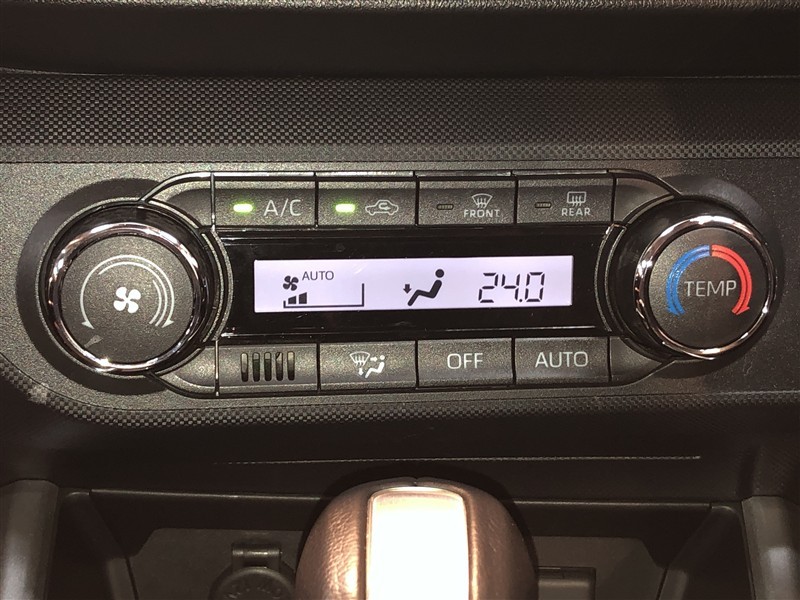 A/C
FRONT
REAR
AUTO
24.0
TEMP
OFF
AUTO